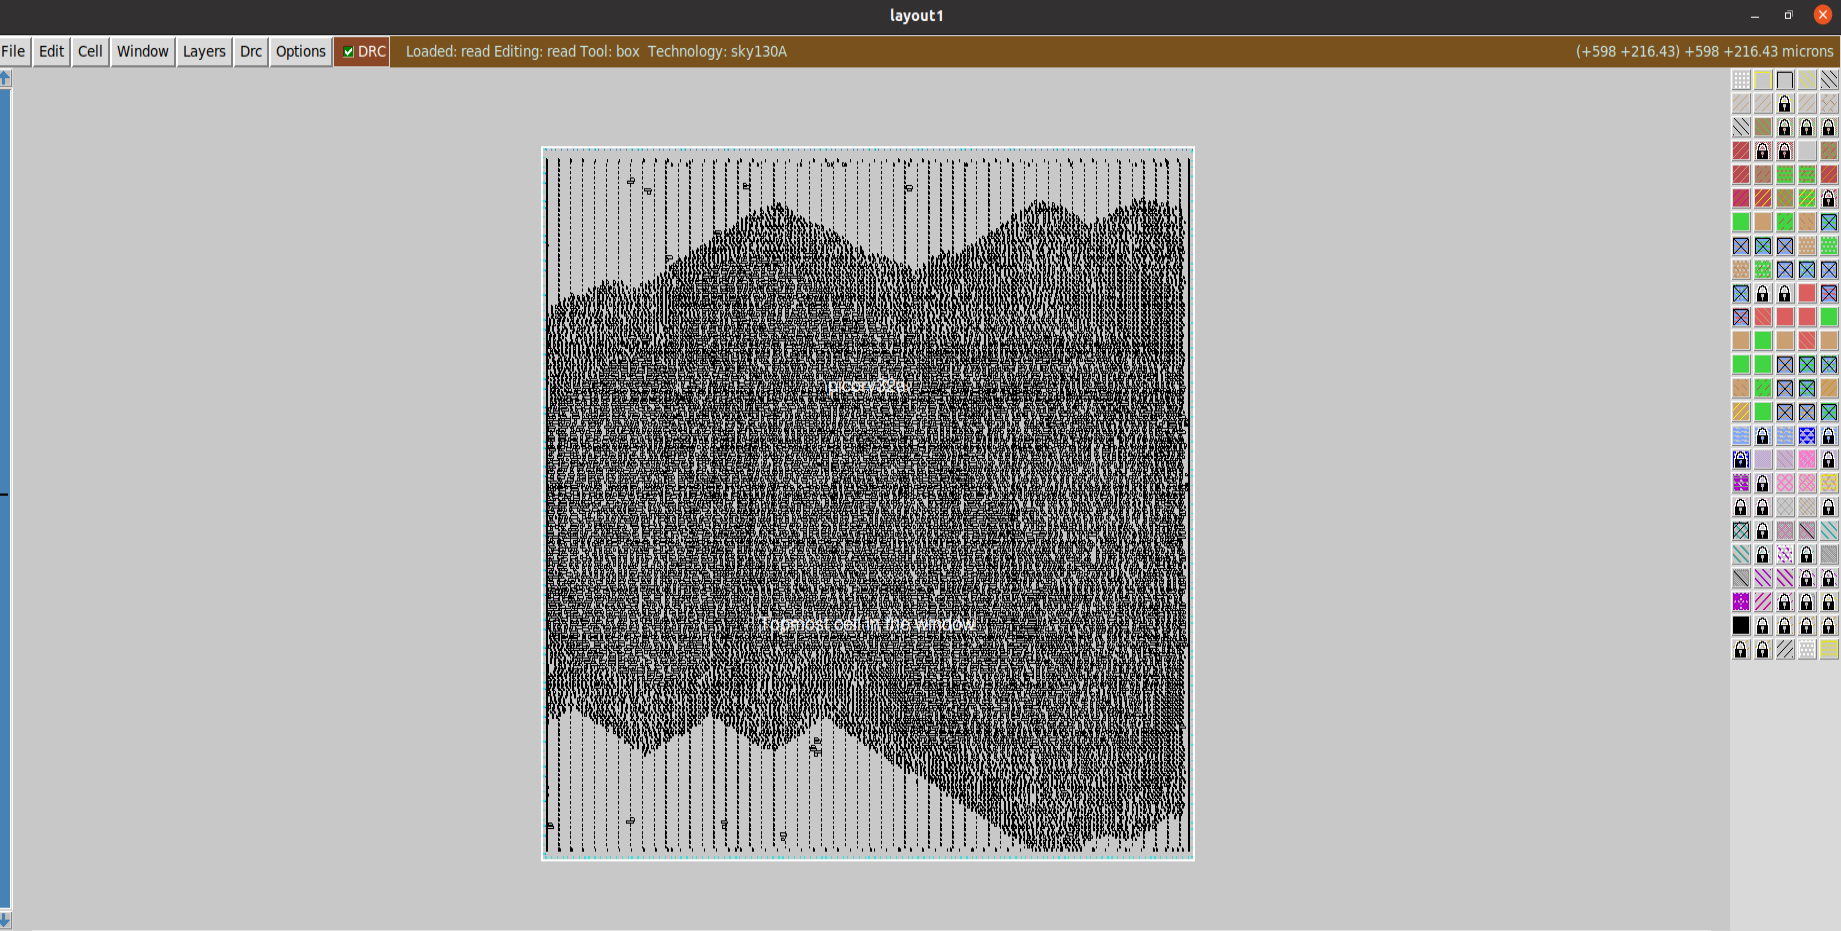 layout1
File Edit Cell Window Layers Drc Options DRC Loaded: read Editing: read Tool: box Technology: sky130A (+598 +216.43) +598 +216.43 microns
picorv32a
Topmost cell in the window